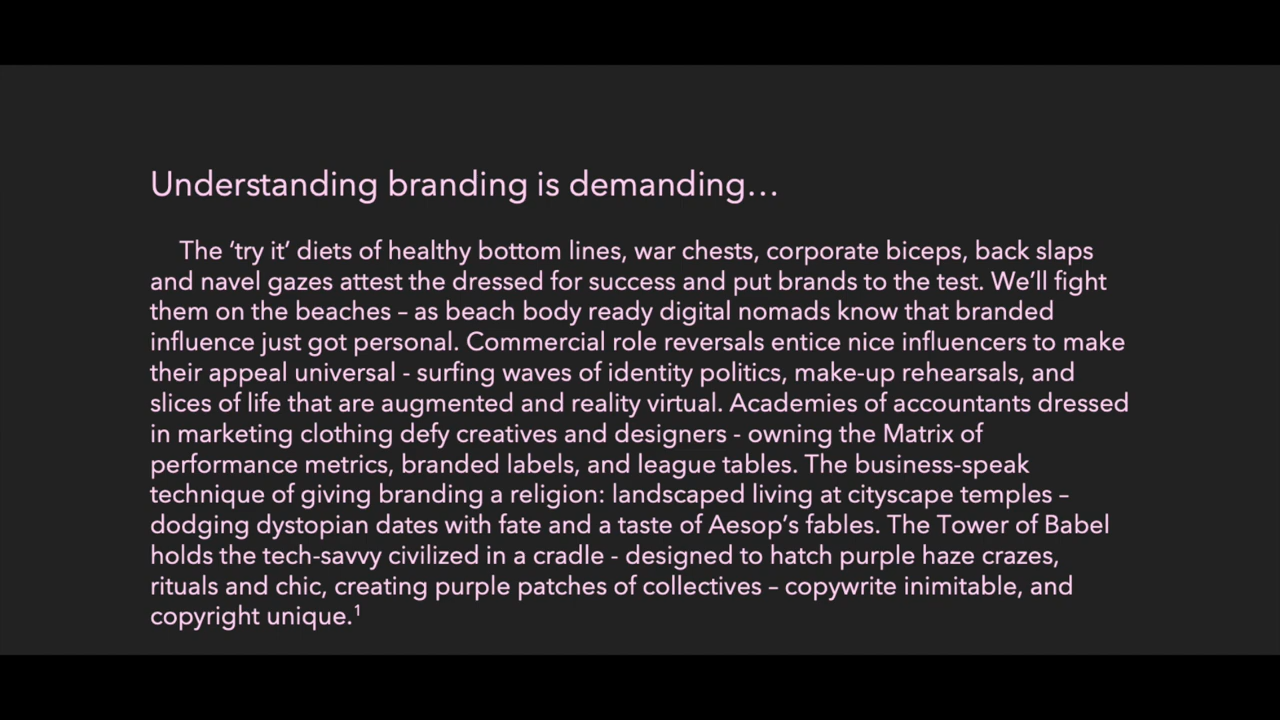 Understanding branding is demanding…
The ‘try it’ diets of healthy bottom lines, war chests, corporate biceps, back slaps
and navel gazes attest the dressed for success and put brands to the test. We’ll fight
them on the beaches – as beach body ready digital nomads know that branded
influence just got personal. Commercial role reversals entice nice influencers to make
their appeal universal - surfing waves of identity politics, make-up rehearsals, and
slices of life that are augmented and reality virtual. Academies of accountants dressed
in marketing clothing defy creatives and designers - owning the Matrix of
performance metrics, branded labels, and league tables. The business-speak
technique of giving branding a religion: landscaped living at cityscape temples –
dodging dystopian dates with fate and a taste of Aesop’s fables. The Tower of Babel
holds the tech-savvy civilized in a cradle - designed to hatch purple haze crazes,
rituals and chic, creating purple patches of collectives – copywrite inimitable, and
copyright unique.¹